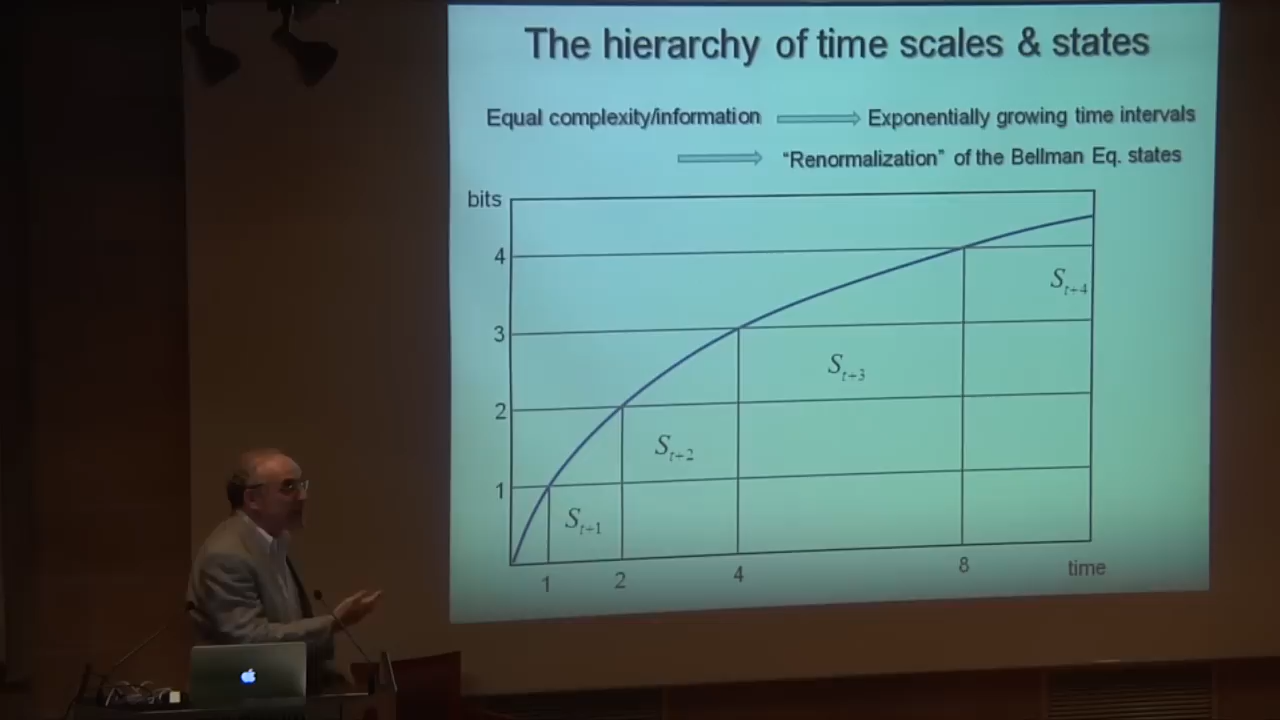 The hierarchy of time scales & states
Equal complexity/information Exponentially growing time intervals
"Renormalization" of the Bellman Eq. states
bits
4
3
2
1
S_{t+4}
S_{t+3}
S_{t+2}
S_{t+1}
1 2 4 8 time